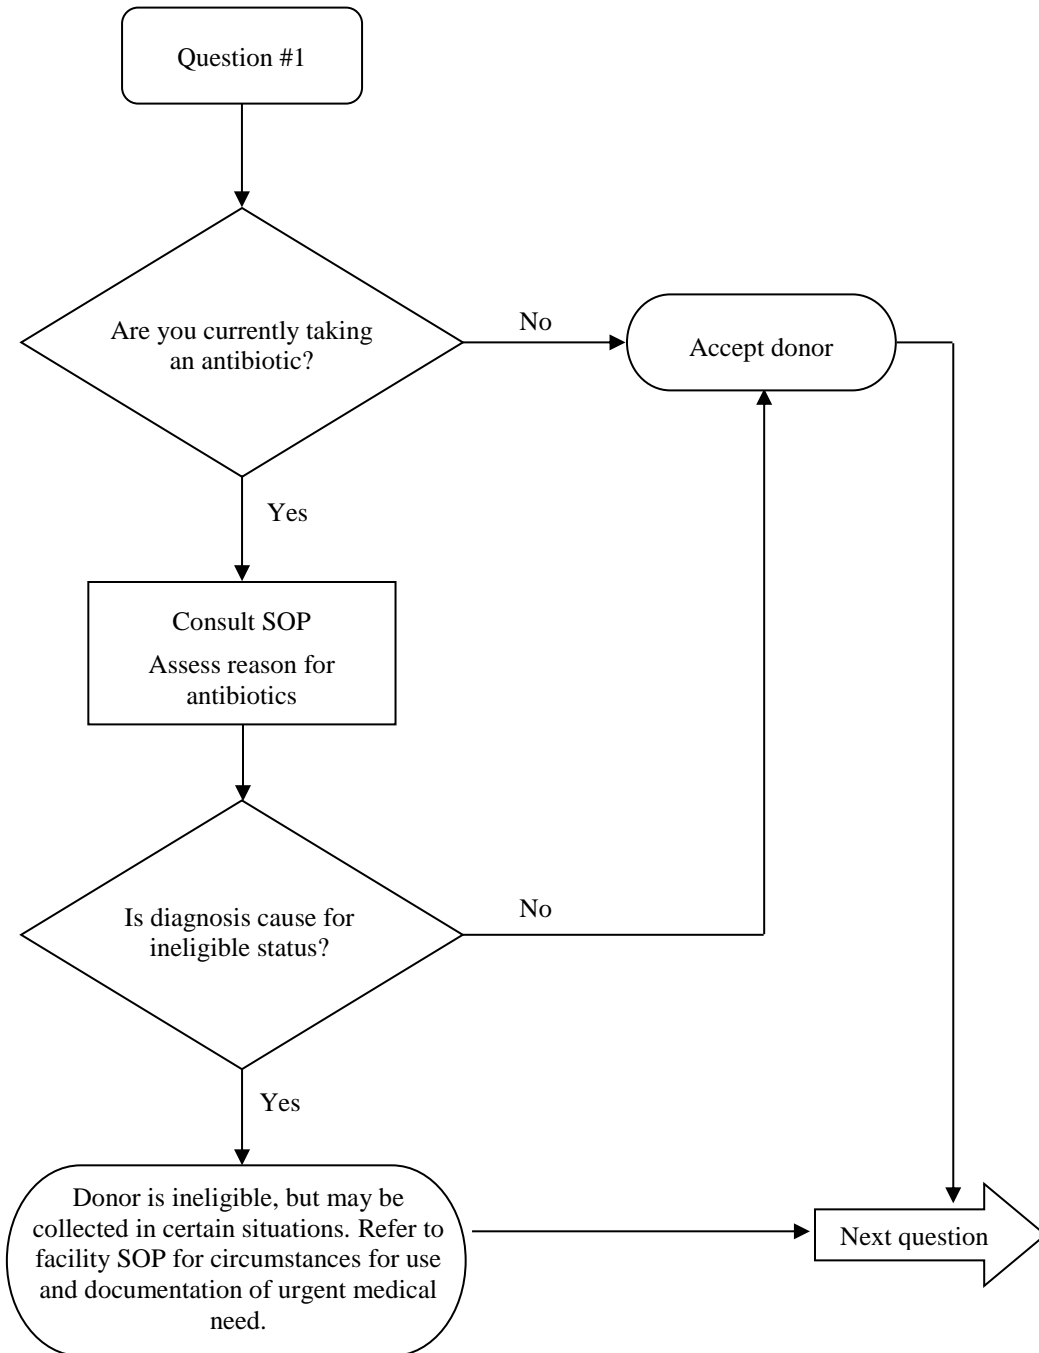 Question #1
Are you currently taking
an antibiotic?
No
Accept donor
Yes
Consult SOP
Assess reason for
antibiotics
Is diagnosis cause for
ineligible status?
No
Yes
Donor is ineligible, but may be
collected in certain situations. Refer to
facility SOP for circumstances for use
and documentation of urgent medical
need.
Next question